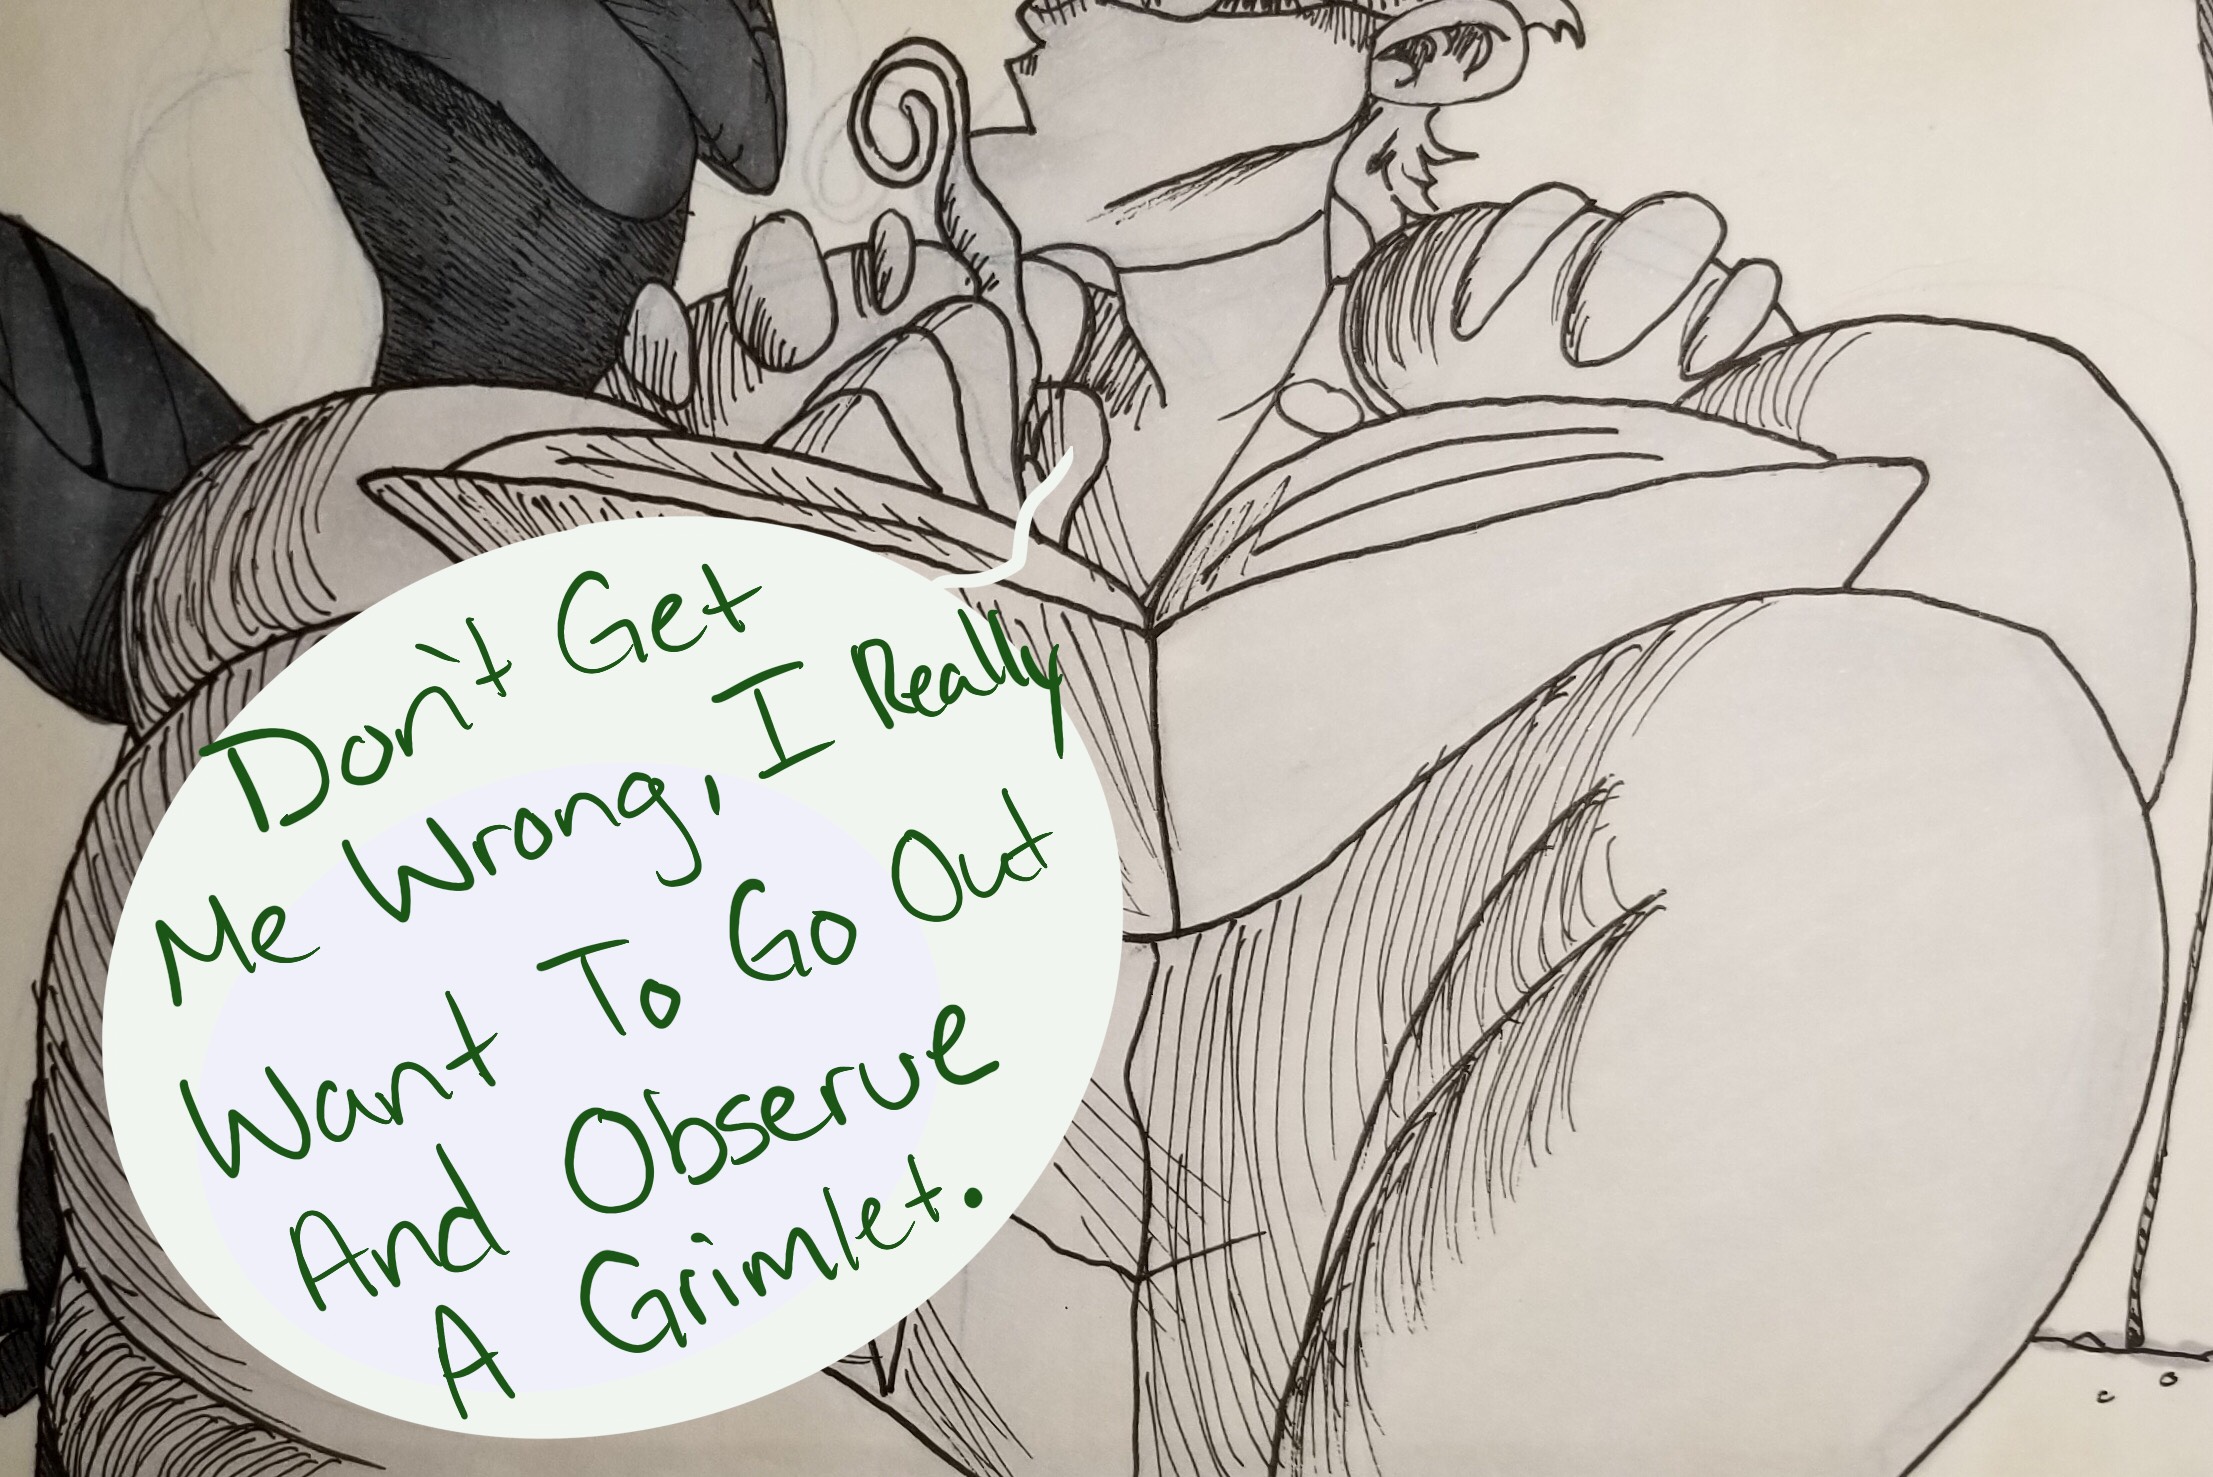 Don't Get
Me Wrong, I Really
Want To Go Out
And Observe
A Grimlet.